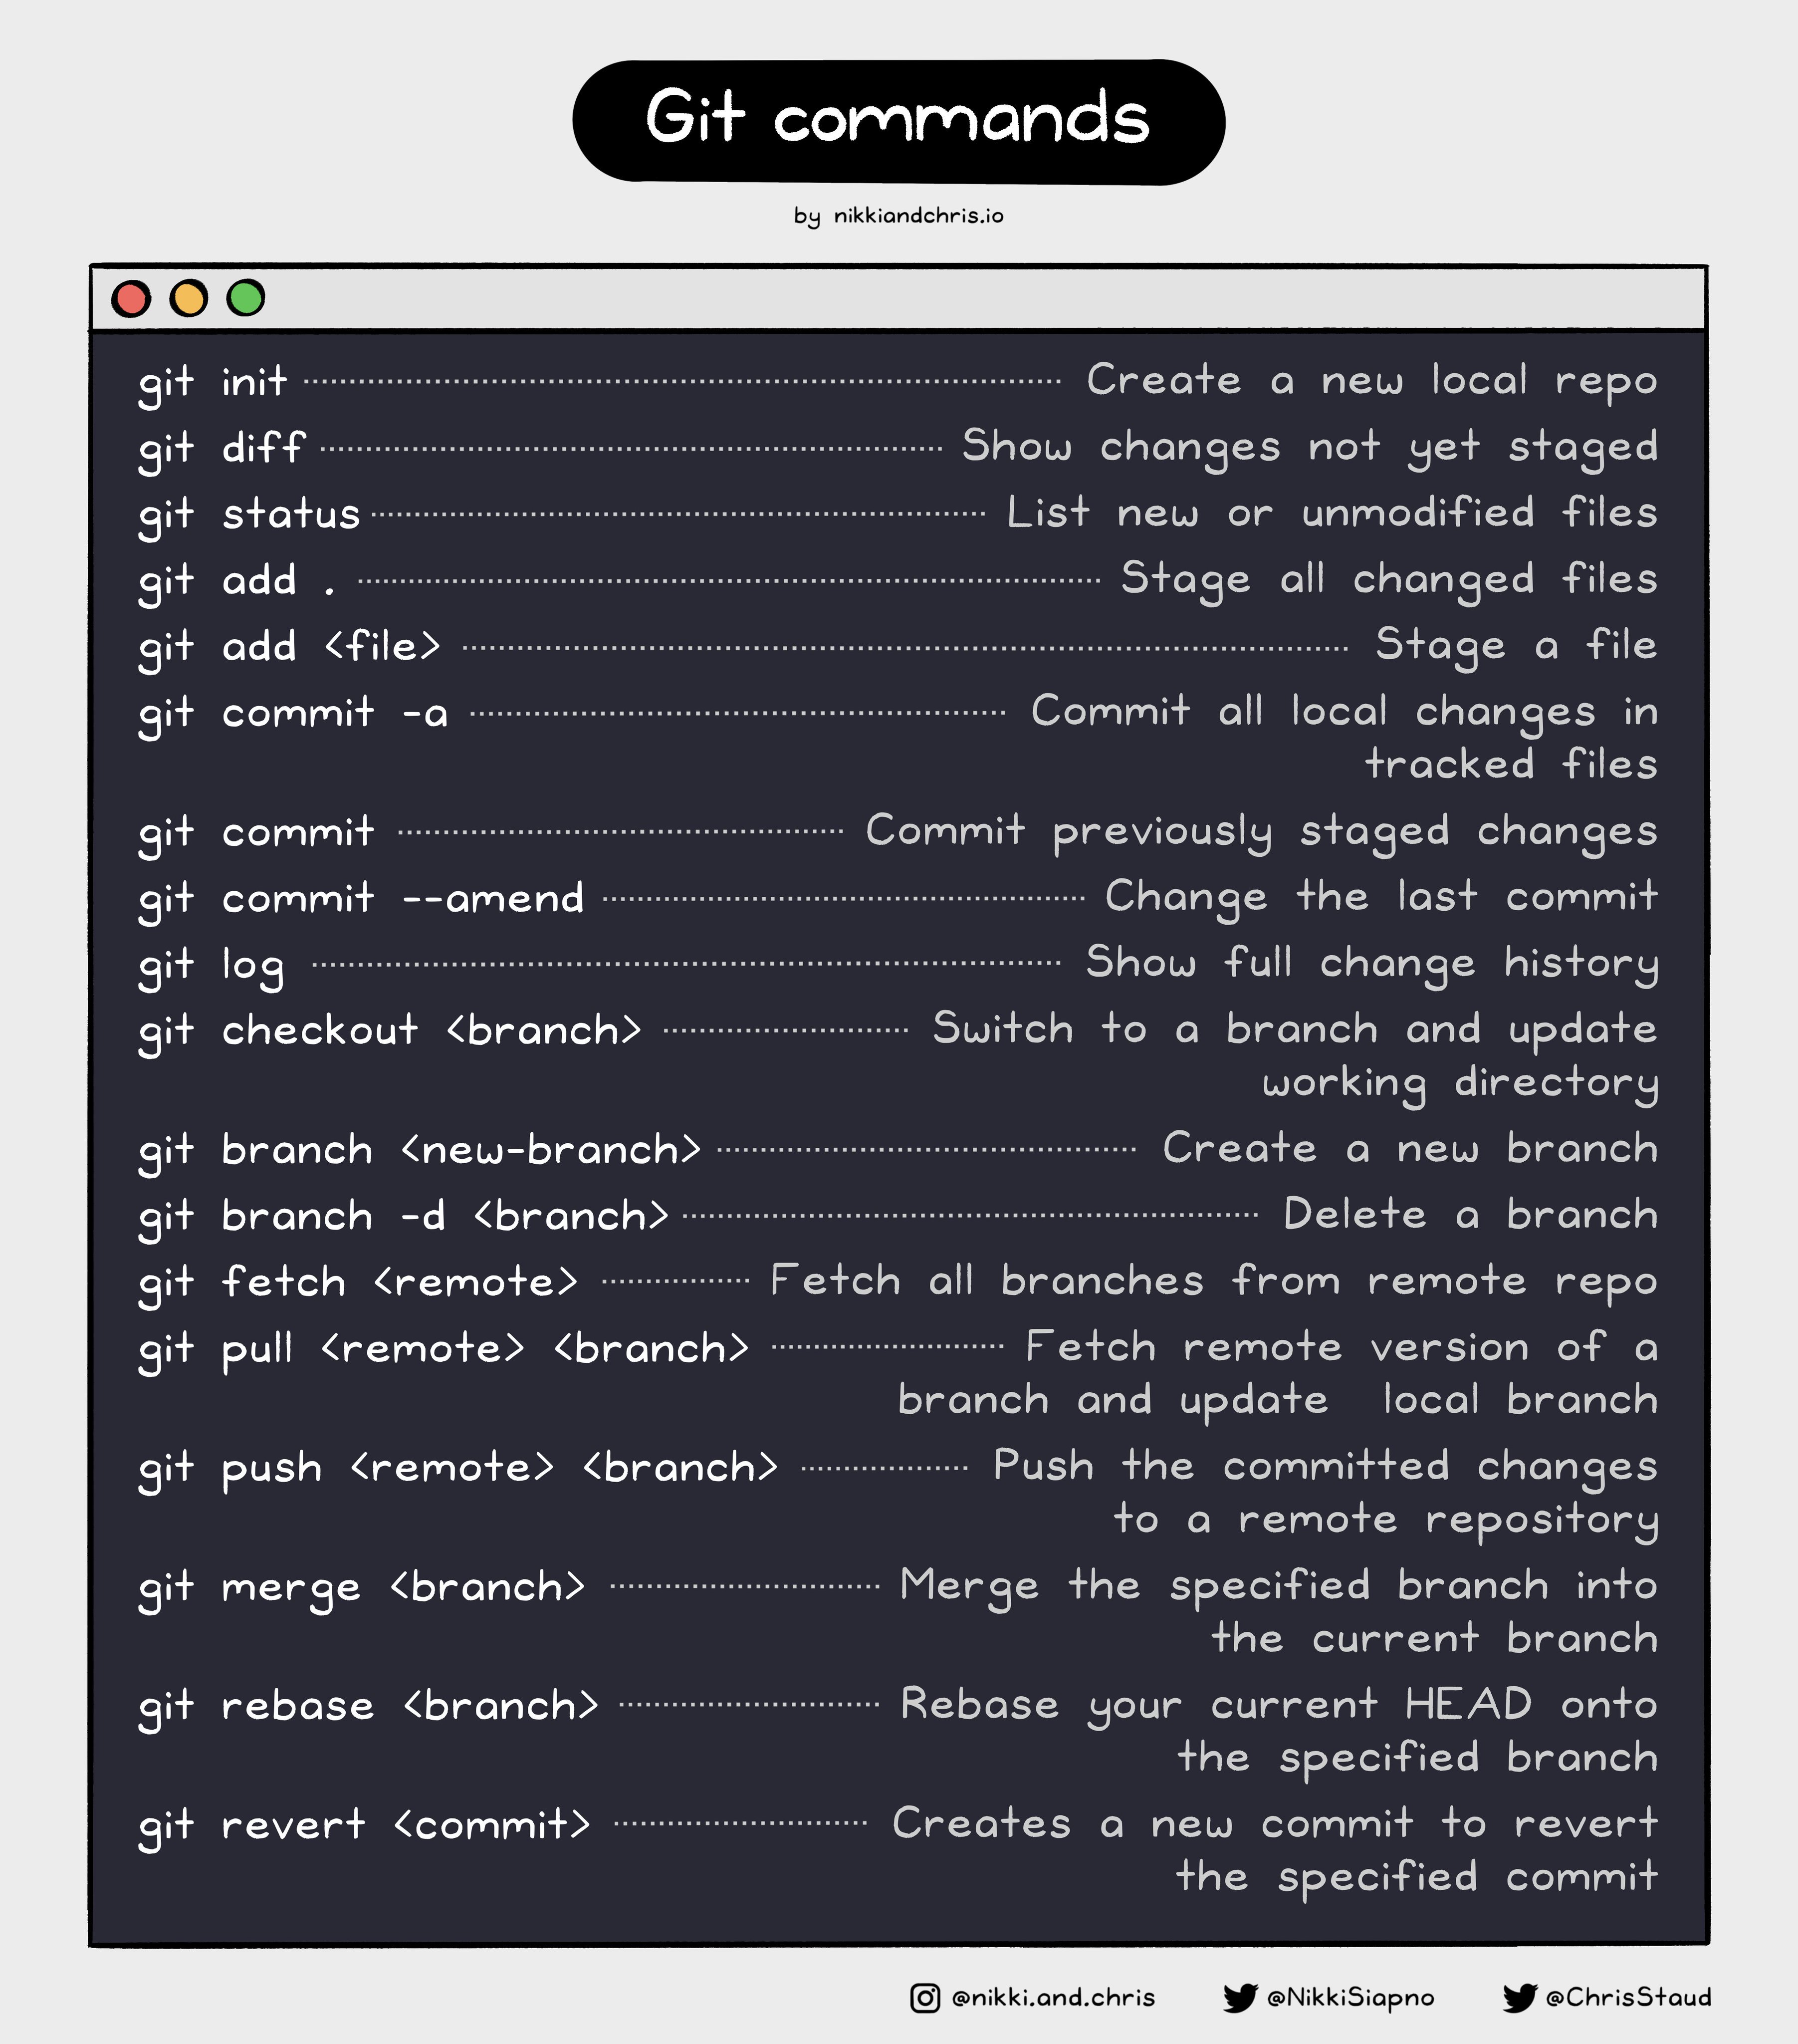 Git commands
by nikkiandchris.io
git init Create a new local repo
git diff Show changes not yet staged
git status List new or unmodified files
git add . Stage all changed files
git add <file> Stage a file
git commit -a Commit all local changes in
tracked files
git commit Commit previously staged changes
git commit --amend Change the last commit
git log Show full change history
git checkout <branch> Switch to a branch and update
working directory
git branch <new-branch> Create a new branch
git branch -d <branch> Delete a branch
git fetch <remote> Fetch all branches from remote repo
git pull <remote> <branch> Fetch remote version of a
branch and update local branch
git push <remote> <branch> Push the committed changes
to a remote repository
git merge <branch> Merge the specified branch into
the current branch
git rebase <branch> Rebase your current HEAD onto
the specified branch
git revert <commit> Creates a new commit to revert
the specified commit
@nikki.and.chris @NikkiSiapno @ChrisStaud